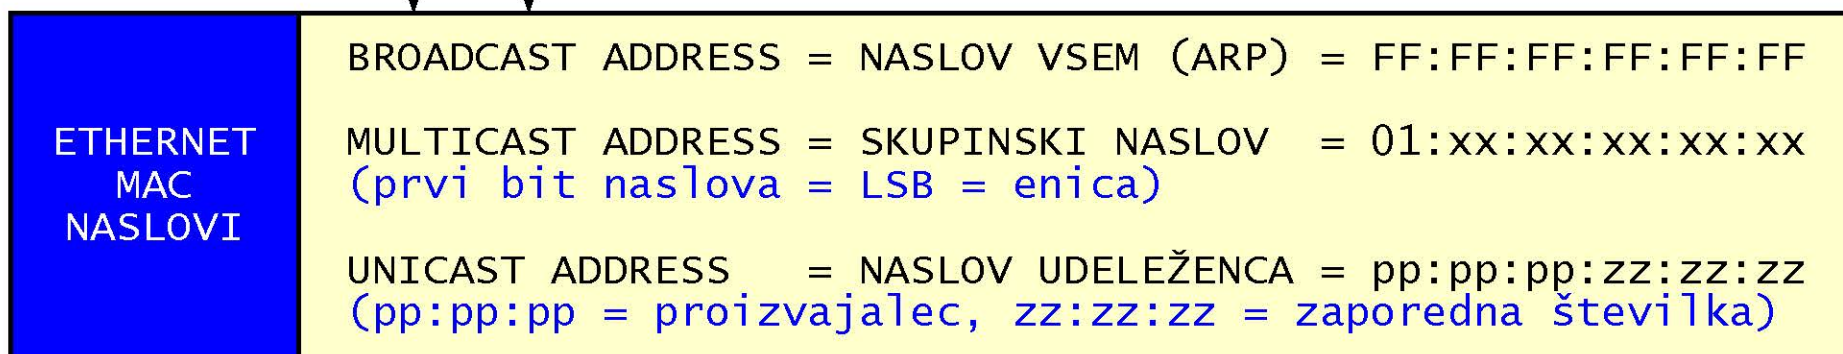 ETHERNET
MAC
NASLOVI
BROADCAST ADDRESS = NASLOV VSEM (ARP) = FF:FF:FF:FF:FF:FF
MULTICAST ADDRESS = SKUPINSKI NASLOV = 01:xx:xx:xx:xx:xx
(prvi bit naslova = LSB = enica)
UNICAST ADDRESS = NASLOV UDELEŽENCA = pp:pp:pp:zz:zz:zz
(pp:pp:pp = proizvajalec, zz:zz:zz = zaporedna številka)